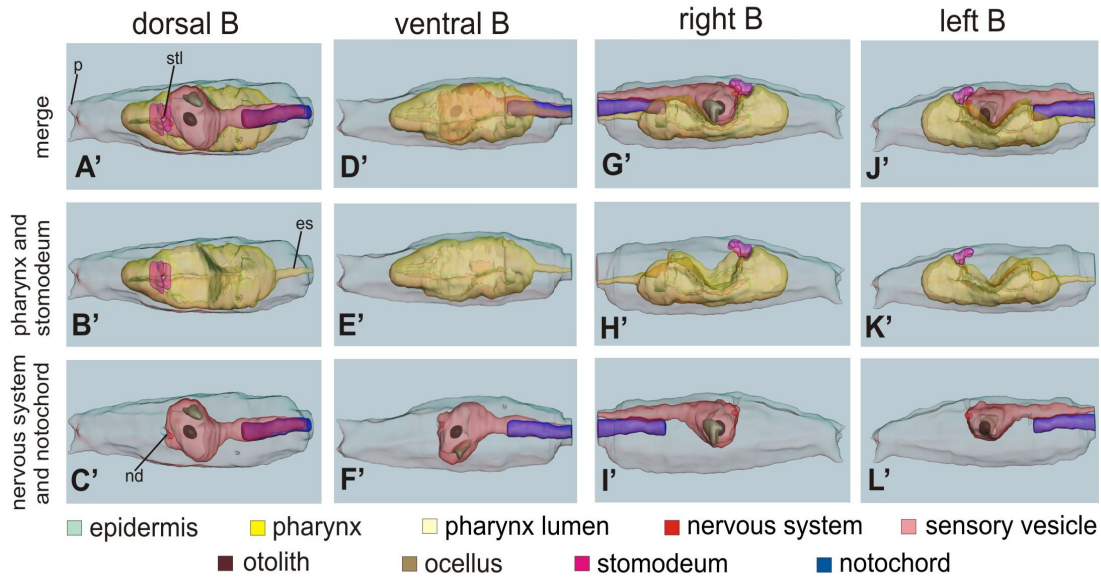 dorsal B
ventral B
right B
left B
merge
p
stl
A’
D’
G’
J’
pharynx and
stomodeum
es
B’
E’
H’
K’
nervous system
and notochord
nd
C’
F’
I’
L’
epidermis
pharynx
pharynx lumen
nervous system
sensory vesicle
otolith
ocellus
stomodeum
notochord